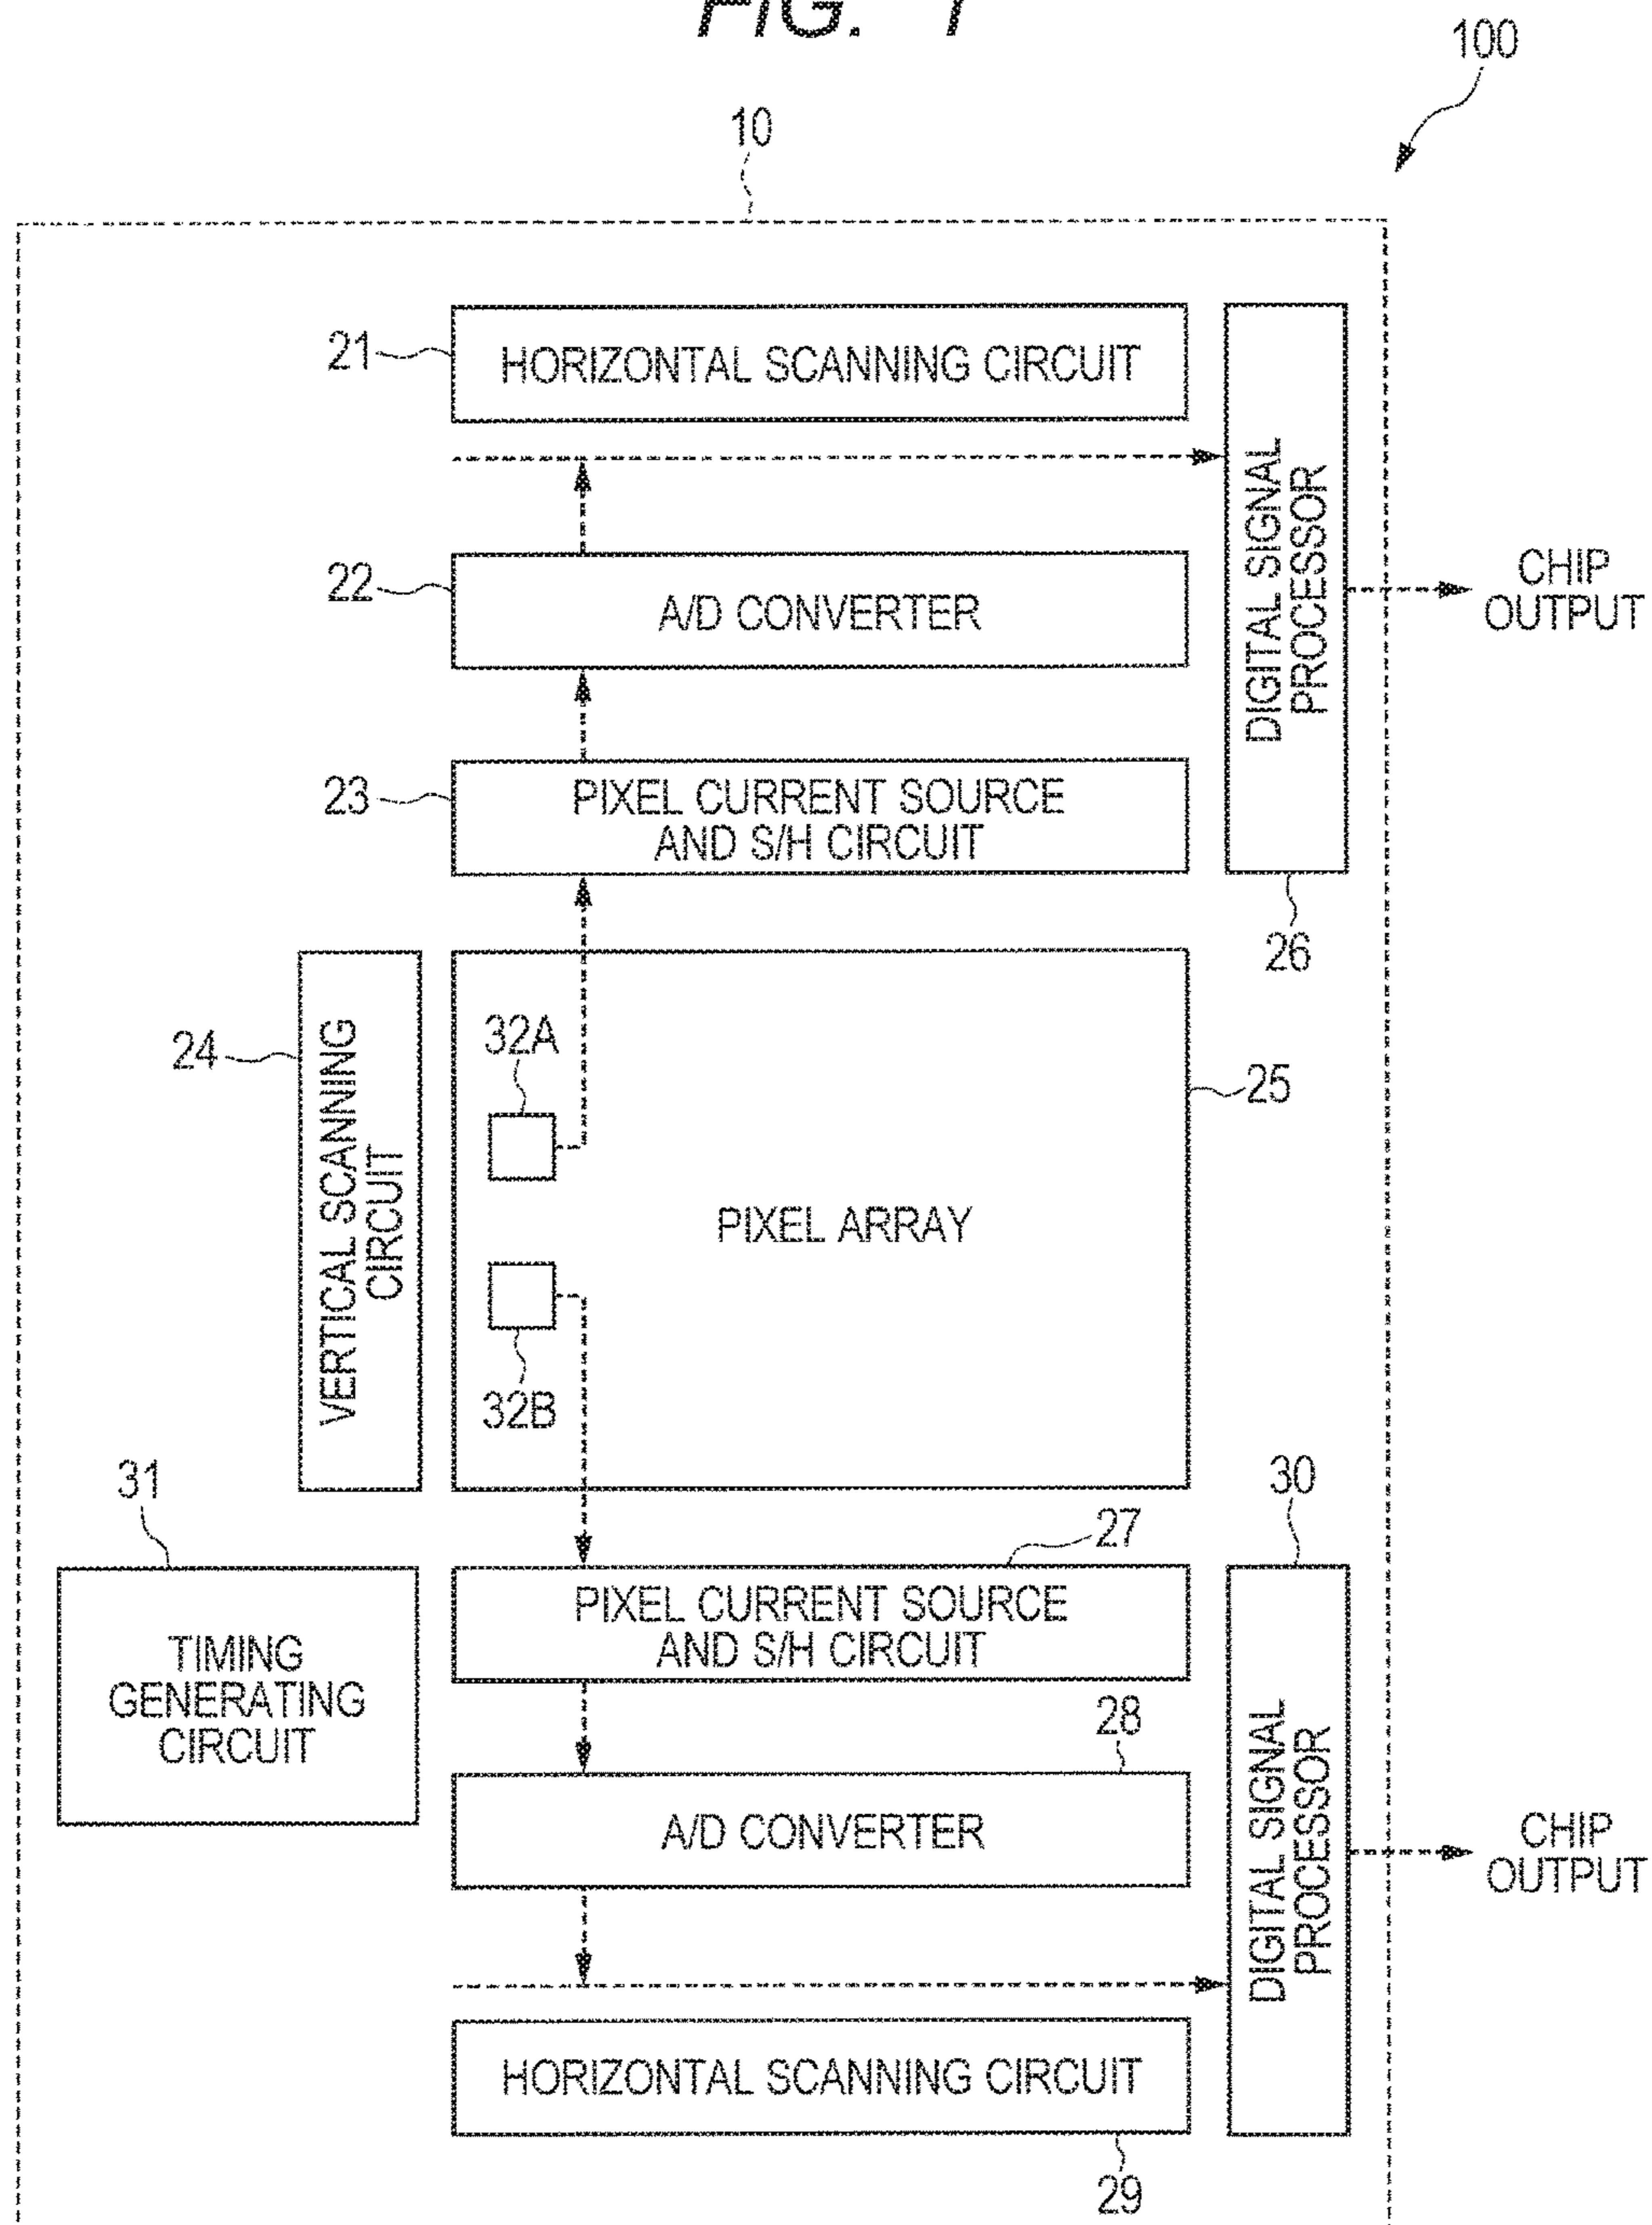 FIG. 1
100
10
21
HORIZONTAL SCANNING CIRCUIT
22
A/D CONVERTER
DIGITAL SIGNAL
PROCESSOR
CHIP
OUTPUT
23
PIXEL CURRENT SOURCE
AND S/H CIRCUIT
26
24
VERTICAL SCANNING
CIRCUIT
32A
25
PIXEL ARRAY
32B
31
30
27
TIMING
GENERATING
CIRCUIT
PIXEL CURRENT SOURCE
AND S/H CIRCUIT
28
A/D CONVERTER
DIGITAL SIGNAL
PROCESSOR
CHIP
OUTPUT
HORIZONTAL SCANNING CIRCUIT
29